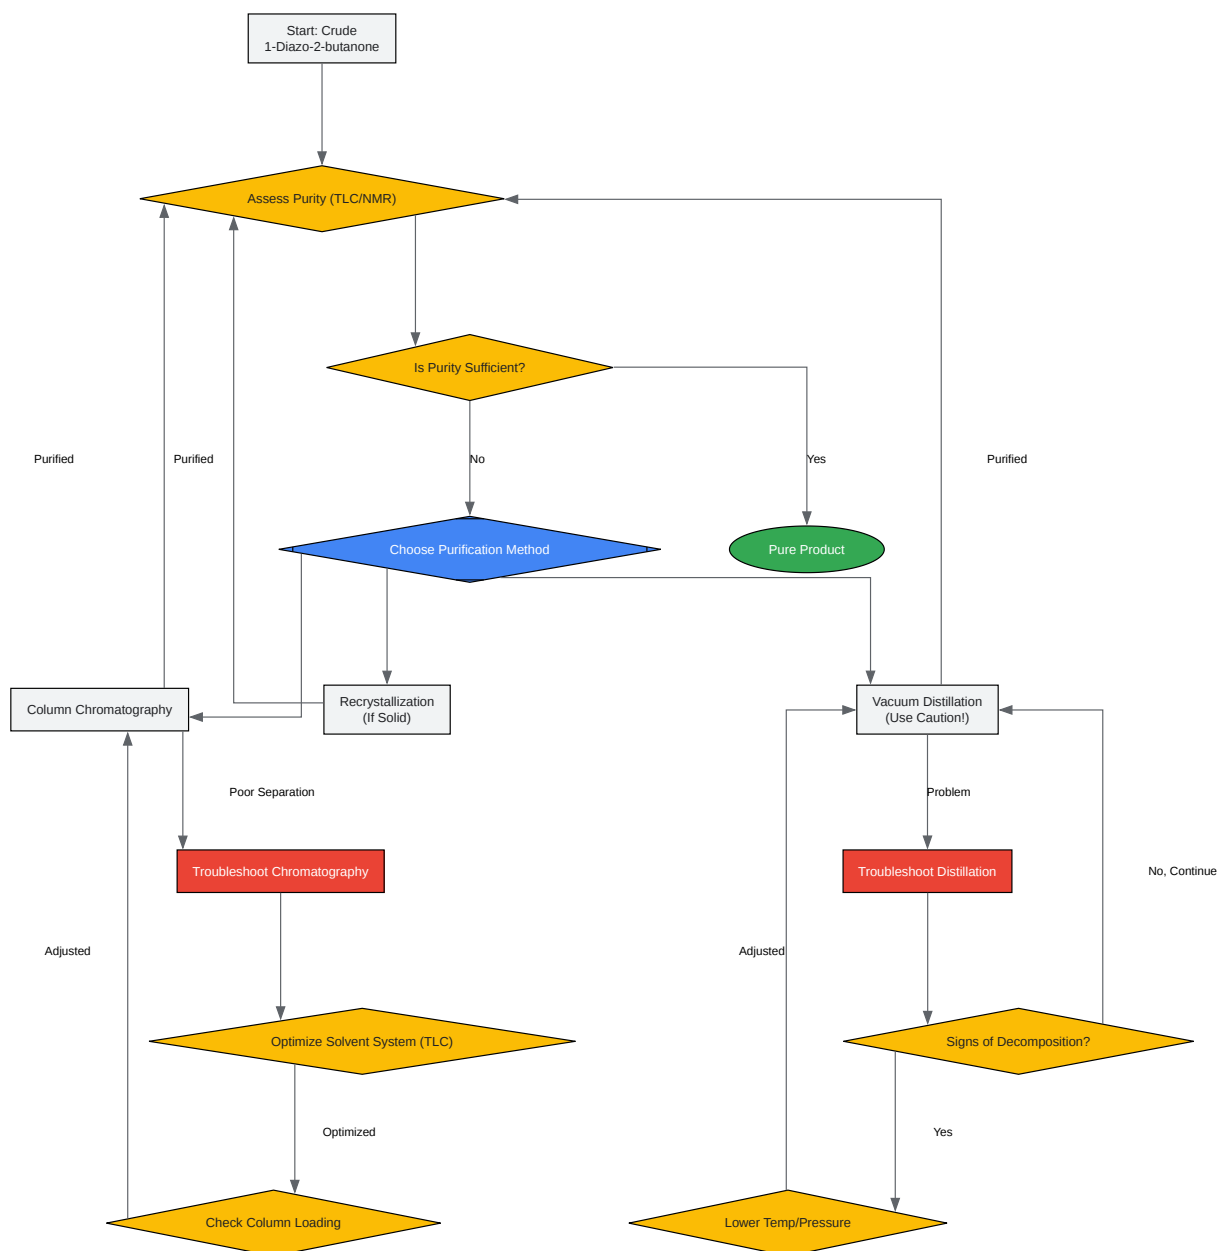 Start: Crude
1-Diazo-2-butanone
Assess Purity (TLC/NMR)
Is Purity Sufficient?
Purified
Purified
No
Yes
Purified
Choose Purification Method
Pure Product
Column Chromatography
Recrystallization
(If Solid)
Vacuum Distillation
(Use Caution!)
Poor Separation
Problem
Troubleshoot Chromatography
Troubleshoot Distillation
No, Continue
Adjusted
Adjusted
Optimize Solvent System (TLC)
Signs of Decomposition?
Optimized
Yes
Check Column Loading
Lower Temp/Pressure